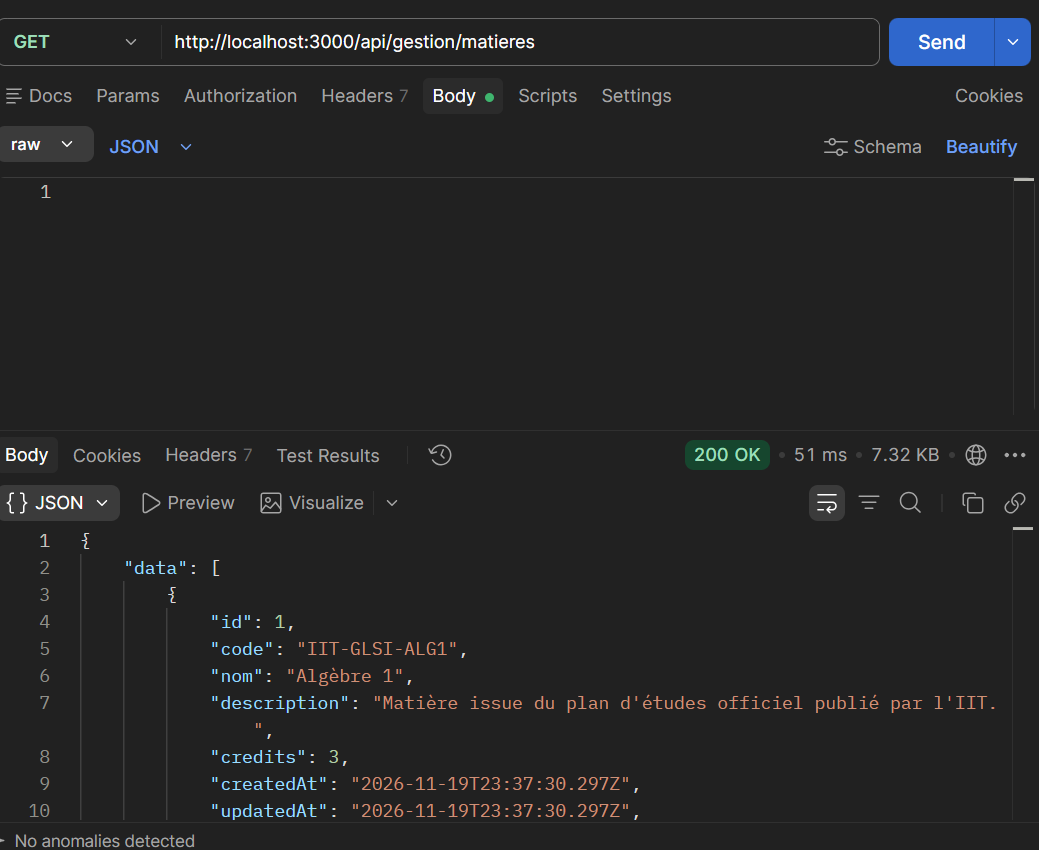 GET http://localhost:3000/api/gestion/matieres Send
Docs Params Authorization Headers 7 Body Scripts Settings Cookies
raw JSON Schema Beautify
1
Body Cookies Headers 7 Test Results 200 OK • 51 ms • 7.32 KB •
{} JSON Preview Visualize
1 {
2 "data": [
3 {
4 "id": 1,
5 "code": "IIT-GLSI-ALG1",
6 "nom": "Algèbre 1",
7 "description": "Matière issue du plan d'études officiel publié par l'IIT.
",
8 "credits": 3,
9 "createdAt": "2026-11-19T23:37:30.297Z",
10 "updatedAt": "2026-11-19T23:37:30.297Z",
No anomalies detected